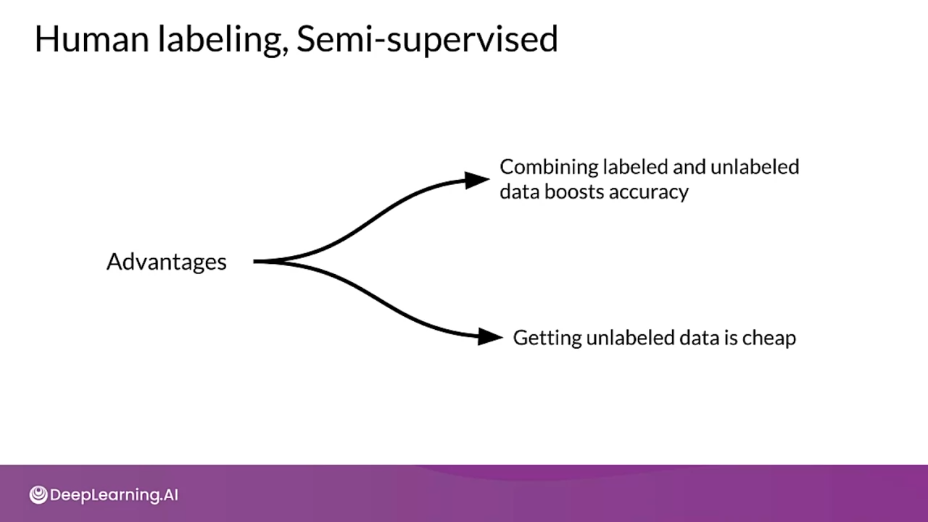 Human labeling, Semi-supervised
Combining labeled and unlabeled
data boosts accuracy
Advantages
Getting unlabeled data is cheap
DeepLearning.AI